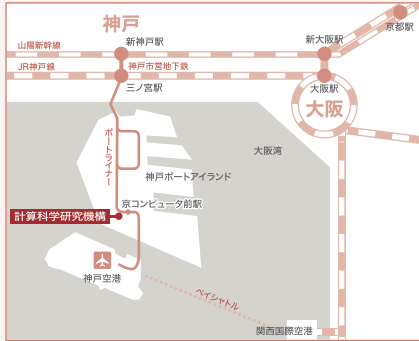 神戸
京都駅
新神戸駅
新大阪駅
山陽新幹線
JR神戸線
神戸市営地下鉄
三ノ宮駅
大阪駅
大阪
ポートライナー
大阪湾
神戸ポートアイランド
京コンピュータ前駅
計算科学研究機構
神戸空港
ベイシャトル
関西国際空港